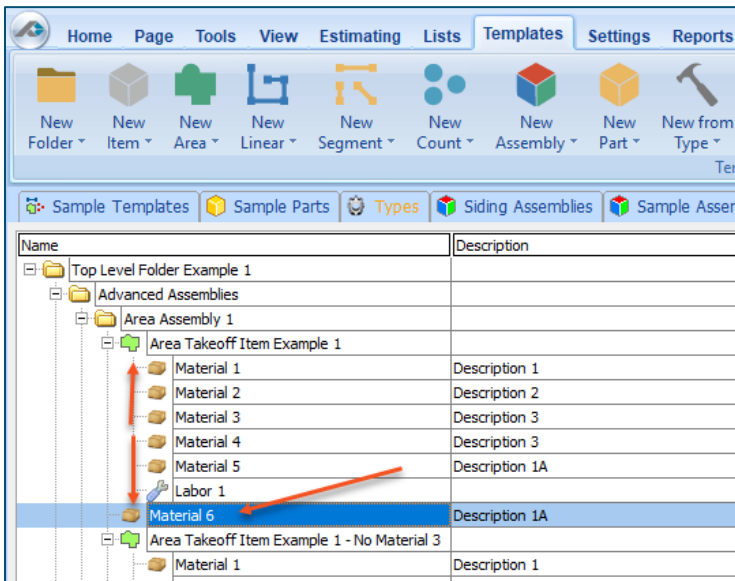 Home Page Tools View Estimating Lists Templates Settings Reports
New Folder
New Item
New Area
New Linear
New Segment
New Count
New Assembly
New Part
New from Type
Sample Templates Sample Parts Types Siding Assemblies Sample
Name Description
Top Level Folder Example 1
Advanced Assemblies
Area Assembly 1
Area Takeoff Item Example 1
Material 1 Description 1
Material 2 Description 2
Material 3 Description 3
Material 4 Description 3
Material 5 Description 1A
Labor 1
Material 6 Description 1A
Area Takeoff Item Example 1 - No Material 3
Material 1 Description 1